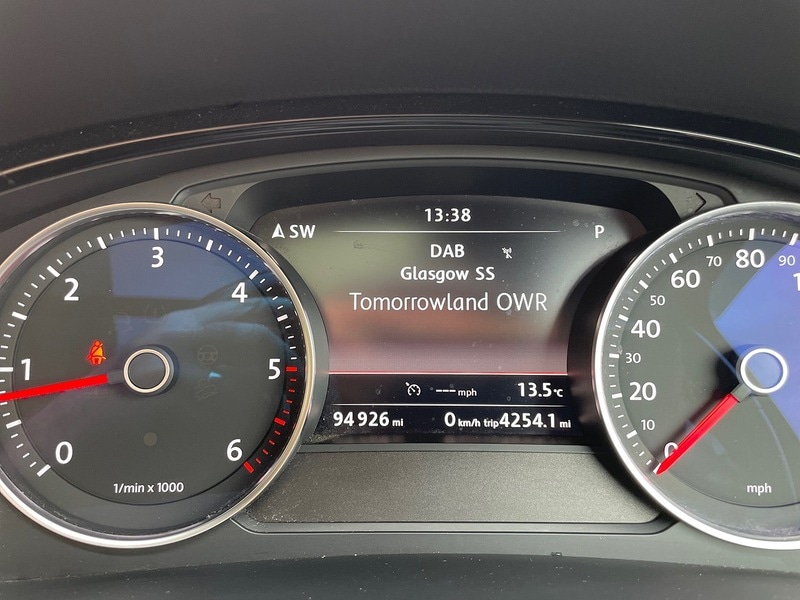 13:38
SW
P
DAB
Glasgow SS
Tomorrowland OWR
--- mph
13.5 °C
94926 mi
0 km/h trip 4254.1 mi
0
1
2
3
4
5
6
1/min x 1000
0
10
20
30
40
50
60
70
80
90
mph